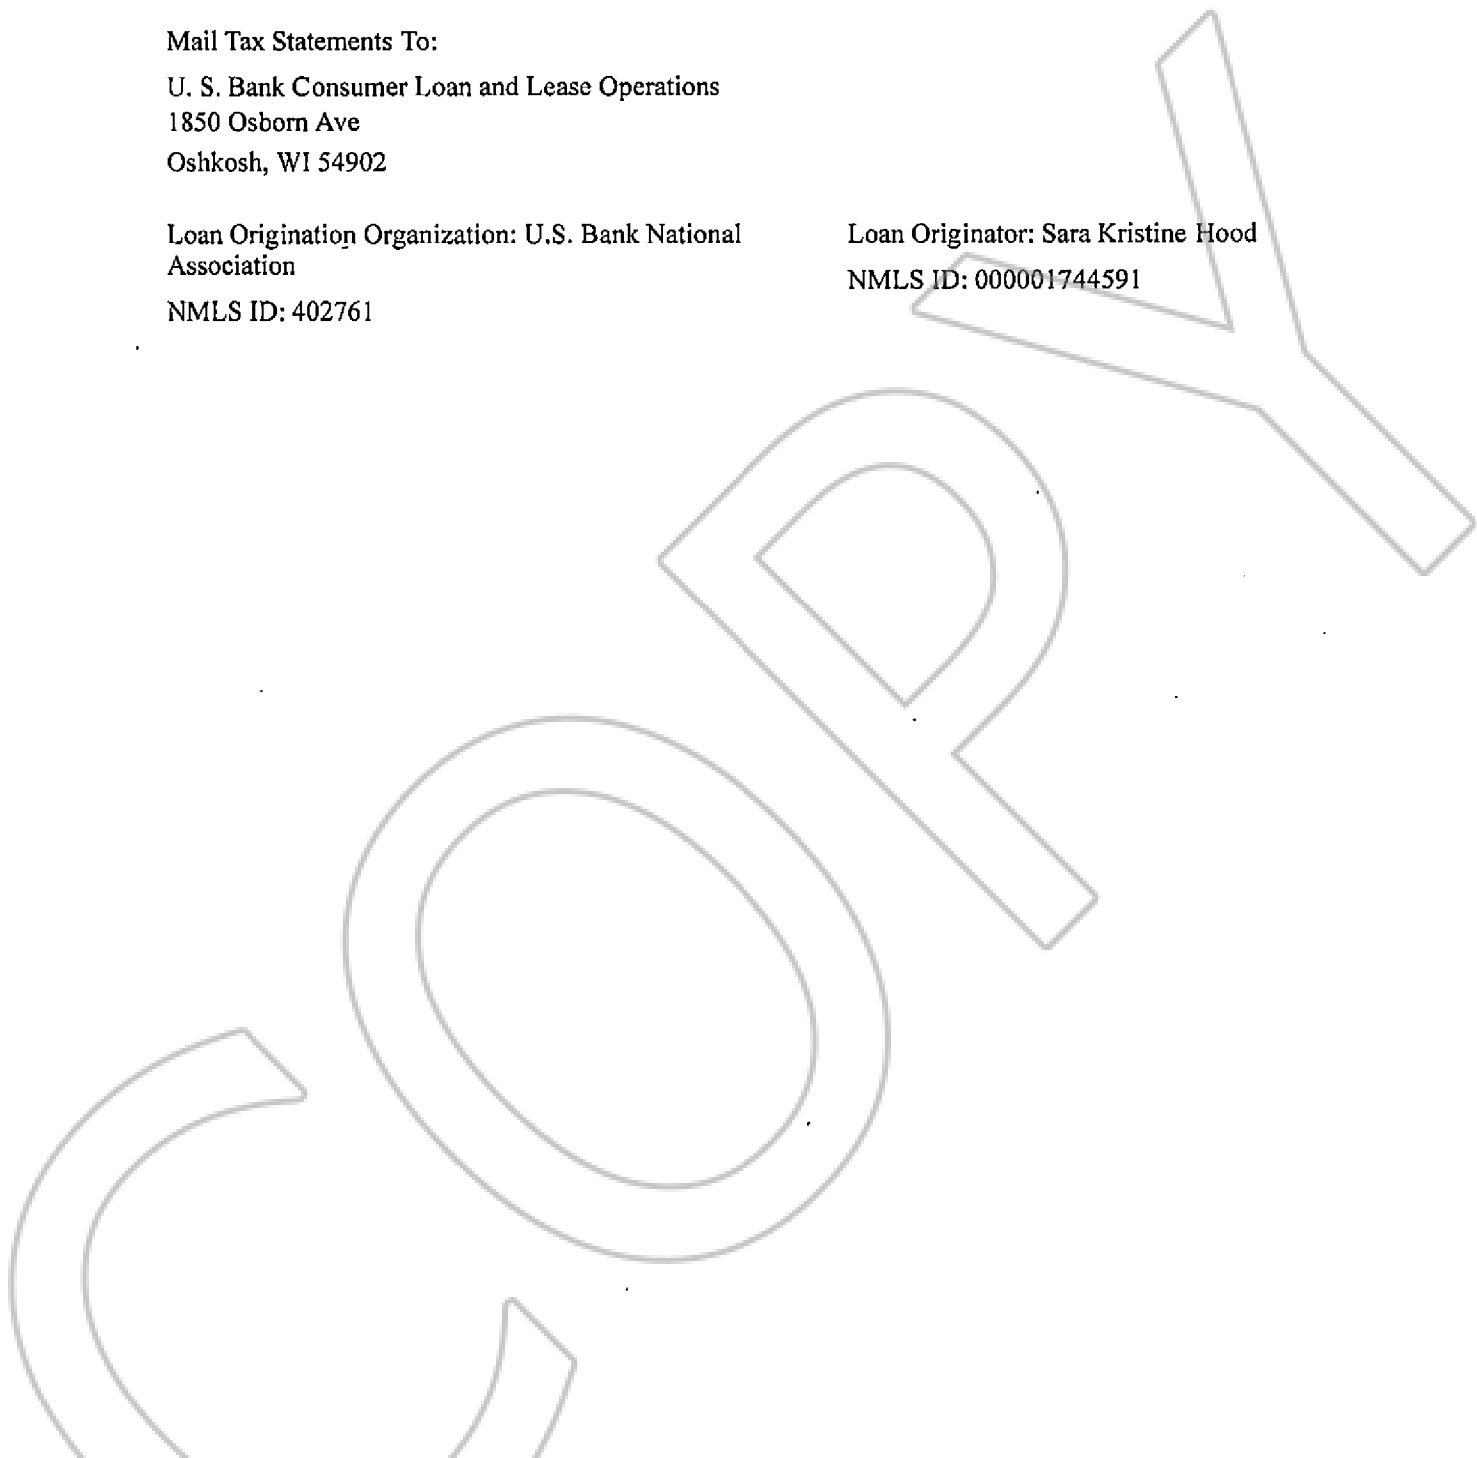 Mail Tax Statements To:
U. S. Bank Consumer Loan and Lease Operations
1850 Osborn Ave
Oshkosh, WI 54902
Loan Origination Organization: U.S. Bank National
Association
NMLS ID: 402761
Loan Originator: Sara Kristine Hood
NMLS ID: 000001744591
COPY